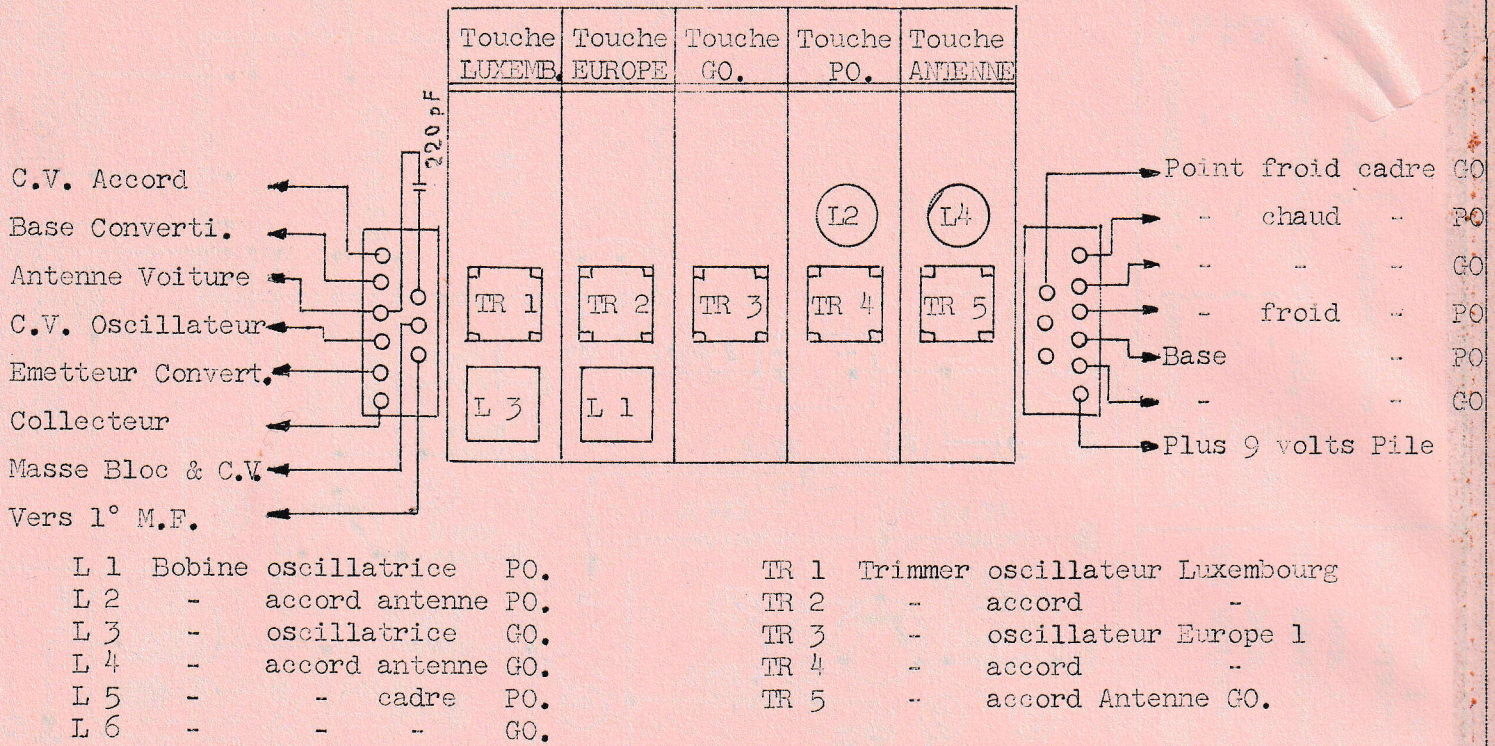 Touche Touche Touche Touche Touche
LUXEMB. EUROPE GO. PO. ANTENNE
220 pF
C.V. Accord
Base Converti.
Antenne Voiture
C.V. Oscillateur
Emetteur Convert.
Collecteur
Masse Bloc & C.V.
Vers 1° M.F.
L2 L4
TR 1 TR 2 TR 3 TR 4 TR 5
L 3 L 1
Point froid cadre GO
- chaud - PO
- - - GO
- froid - PO
Base - PO
- - GO
Plus 9 volts Pile
L 1 Bobine oscillatrice PO.
L 2 - accord antenne PO.
L 3 - oscillatrice GO.
L 4 - accord antenne GO.
L 5 - - cadre PO.
L 6 - - - GO.
TR 1 Trimmer oscillateur Luxembourg
TR 2 - accord -
TR 3 - oscillateur Europe 1
TR 4 - accord -
TR 5 - accord Antenne GO.